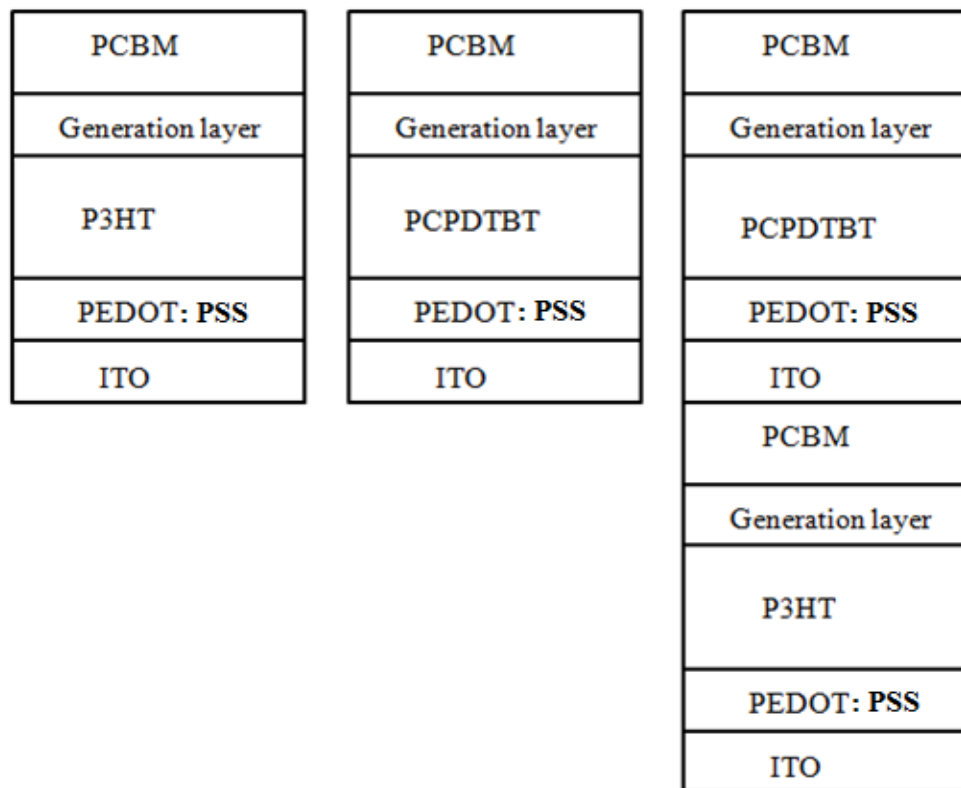 PCBM
Generation layer
P3HT
PEDOT: PSS
ITO
PCBM
Generation layer
PCPDTBT
PEDOT: PSS
ITO
PCBM
Generation layer
PCPDTBT
PEDOT: PSS
ITO
PCBM
Generation layer
P3HT
PEDOT: PSS
ITO